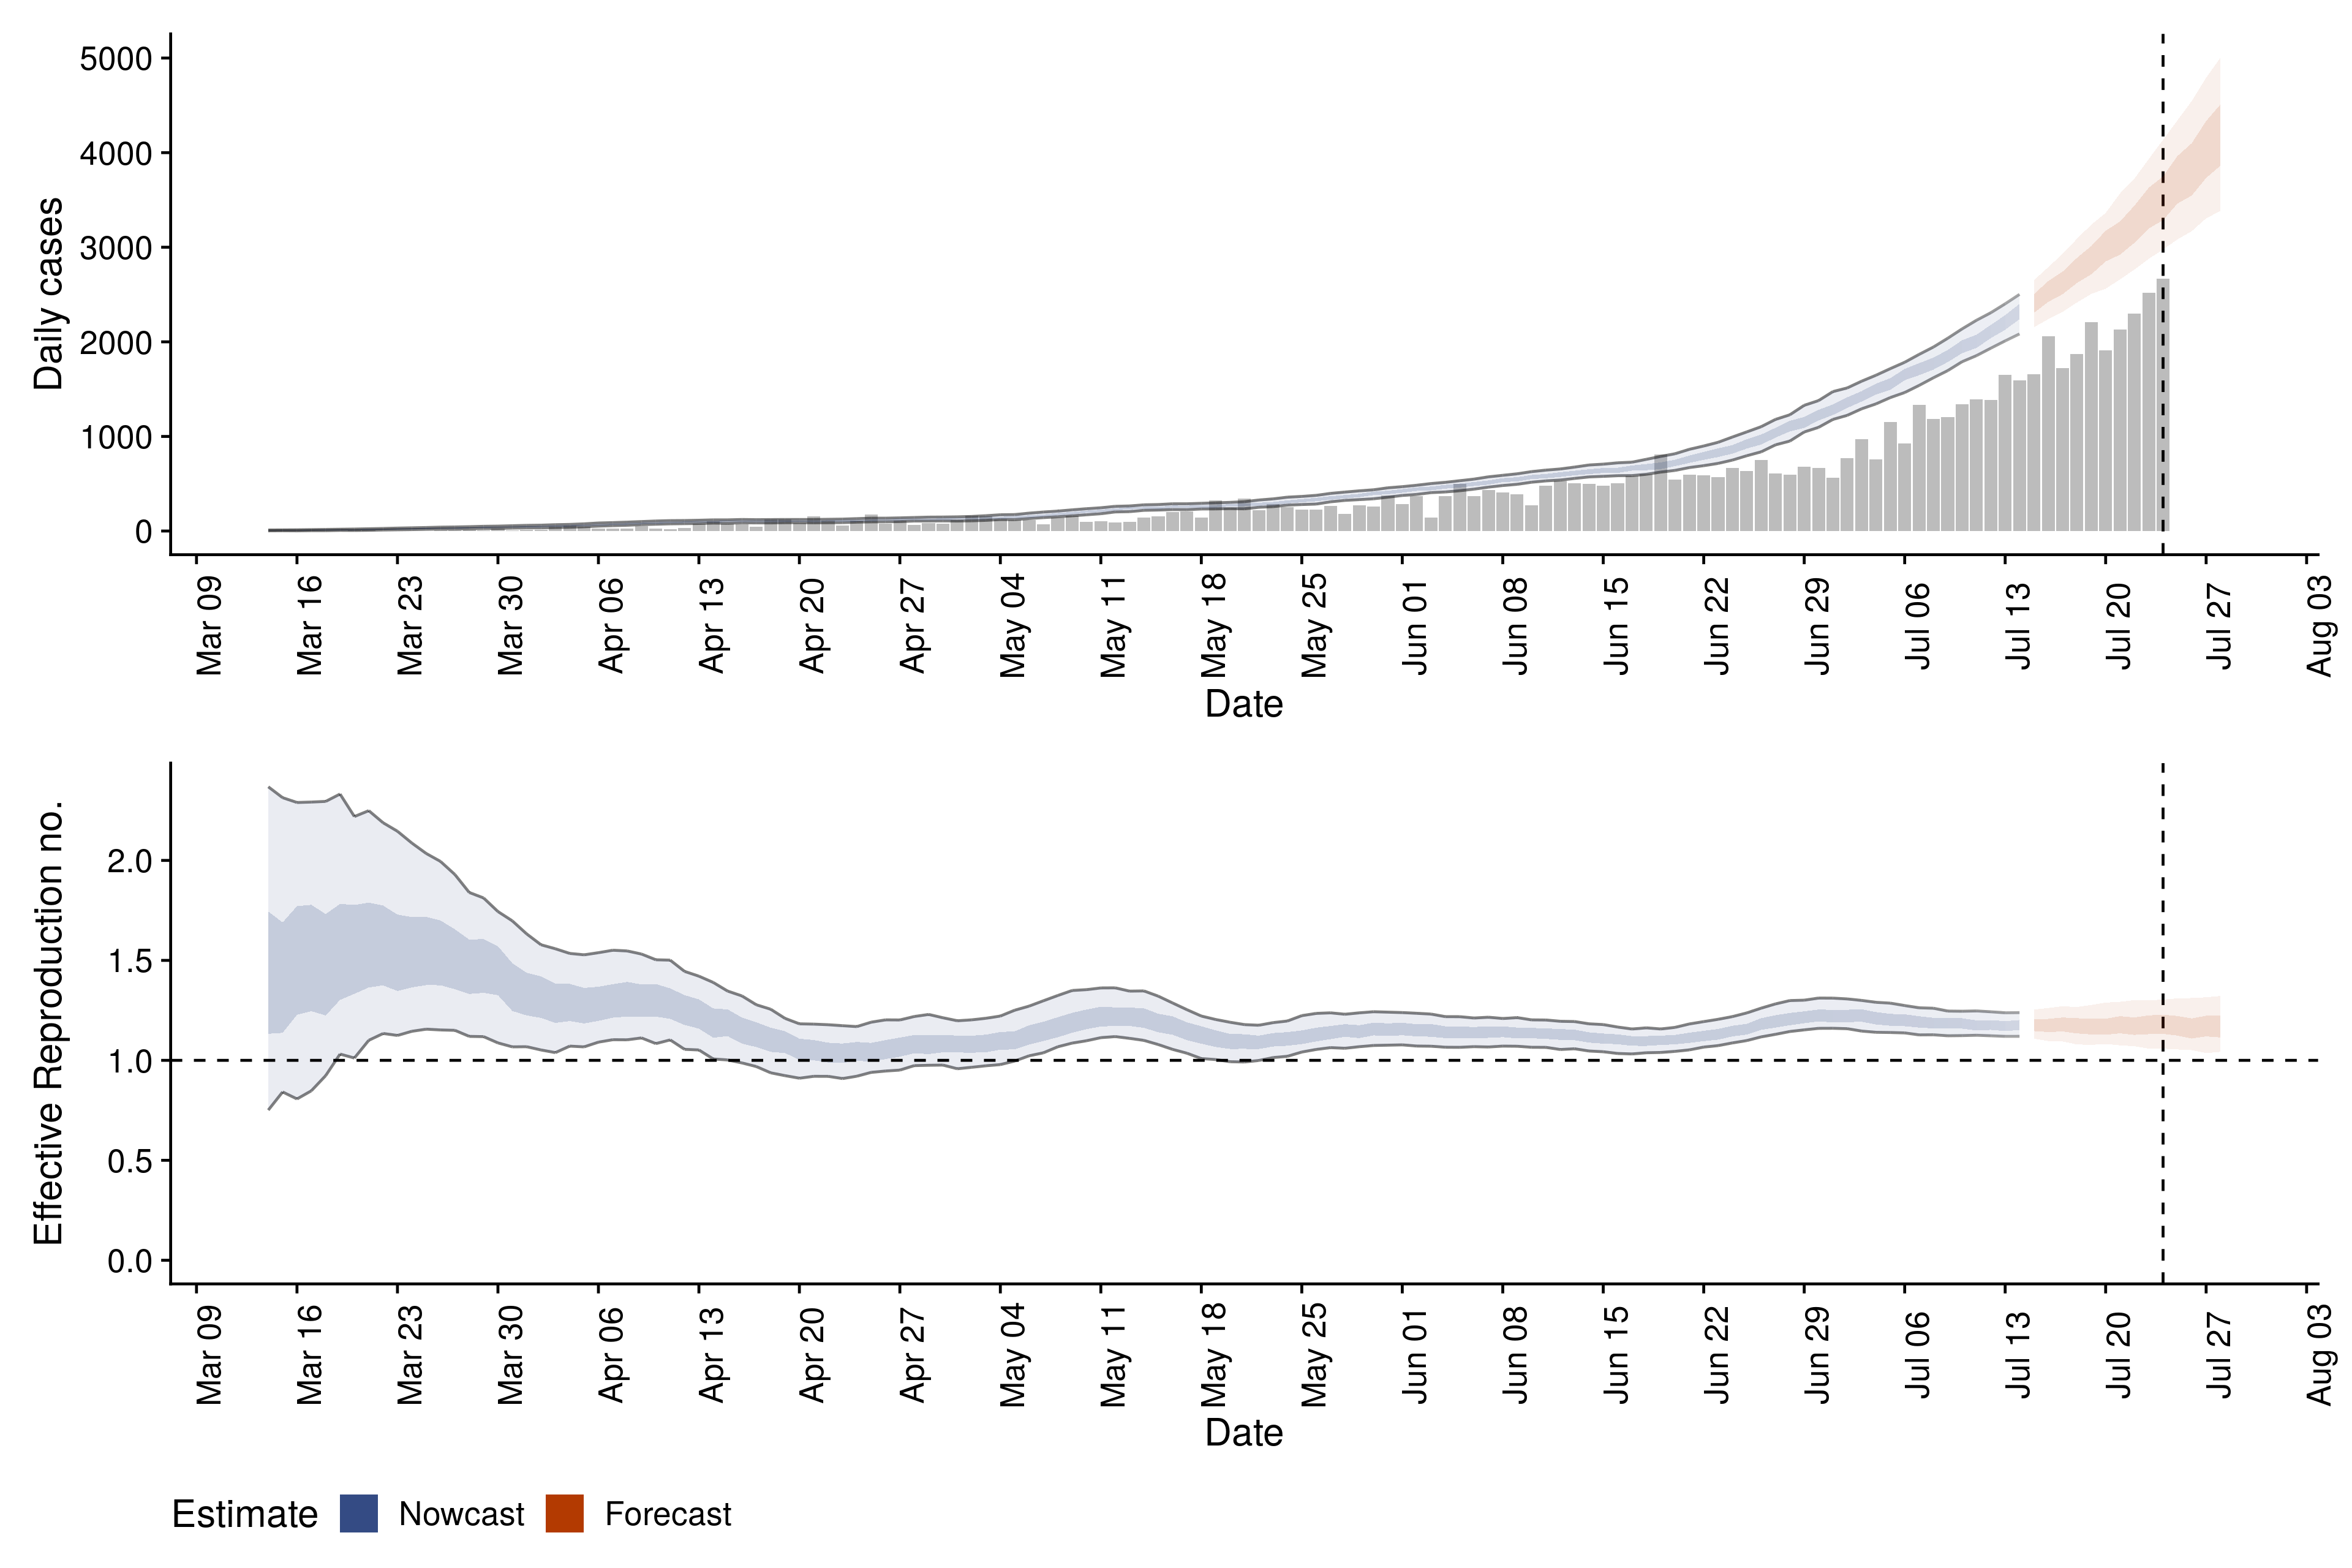 Daily cases
5000
4000
3000
2000
1000
0
Mar 09 Mar 16 Mar 23 Mar 30 Apr 06 Apr 13 Apr 20 Apr 27 May 04 May 11 May 18 May 25 Jun 01 Jun 08 Jun 15 Jun 22 Jun 29 Jul 06 Jul 13 Jul 20 Jul 27 Aug 03
Date
Effective Reproduction no.
2.0
1.5
1.0
0.5
0.0
Mar 09 Mar 16 Mar 23 Mar 30 Apr 06 Apr 13 Apr 20 Apr 27 May 04 May 11 May 18 May 25 Jun 01 Jun 08 Jun 15 Jun 22 Jun 29 Jul 06 Jul 13 Jul 20 Jul 27 Aug 03
Date
Estimate Nowcast Forecast